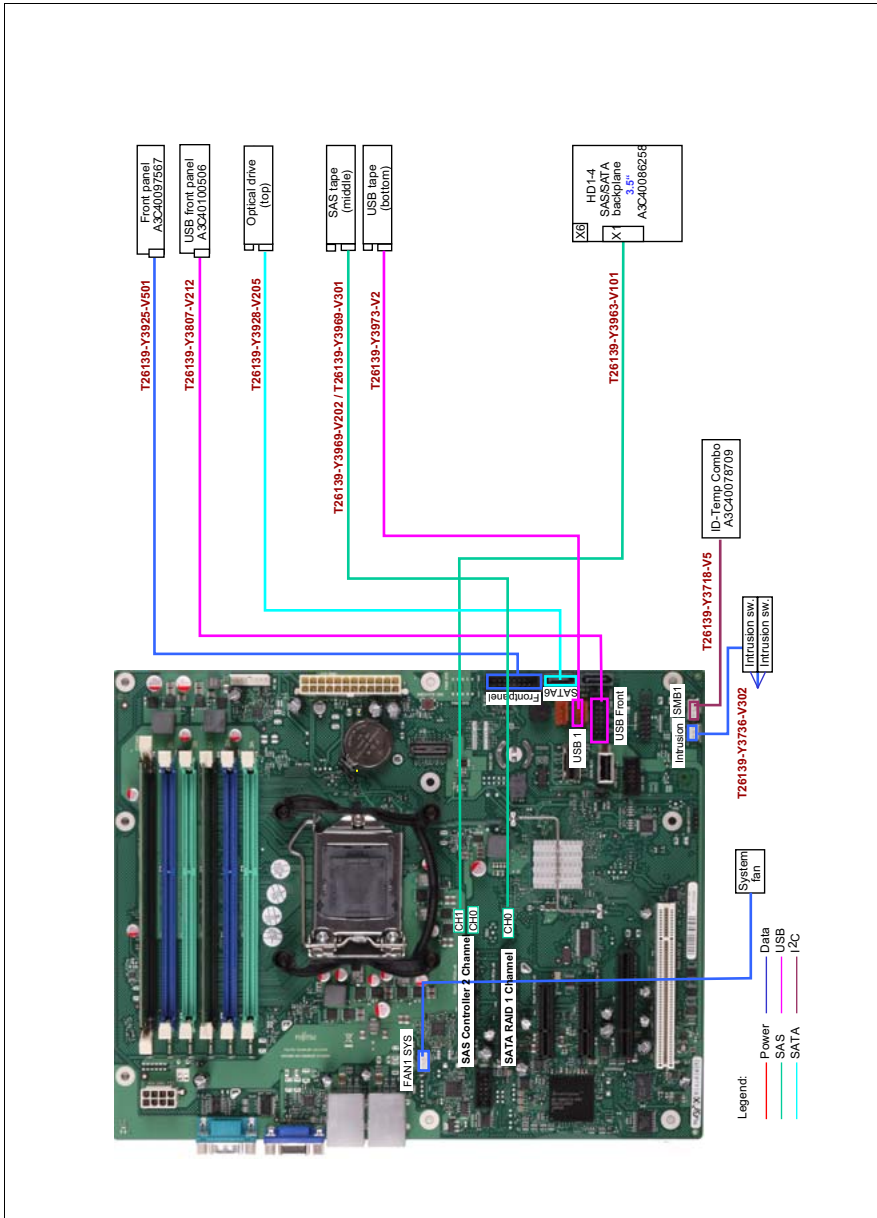 Front panel
A3C40097567
USB front panel
A3C40100506
Optical drive
(top)
SAS tape
(middle)
USB tape
(bottom)
X6
HD1-4
SAS/SATA
backplane
3.5“
A3C40086258
X1
T26139-Y3925-V501
T26139-Y3807-V212
T26139-Y3928-V205
T26139-Y3969-V202 / T26139-Y3969-V301
T26139-Y3973-V2
T26139-Y3963-V101
ID-Temp Combo
A3C40078709
T26139-Y3718-V5
Intrusion sw.
Intrusion sw.
T26139-Y3736-V302
Frontpanel
SATA6
USB 1
USB Front
Intrusion
SMB1
CH1
CH0
SAS Controller 2 Channel
CH0
SATA RAID 1 Channel
FAN1 SYS
System
fan
FUJITSU
Legend:
Power
Data
SAS
USB
SATA
I2C